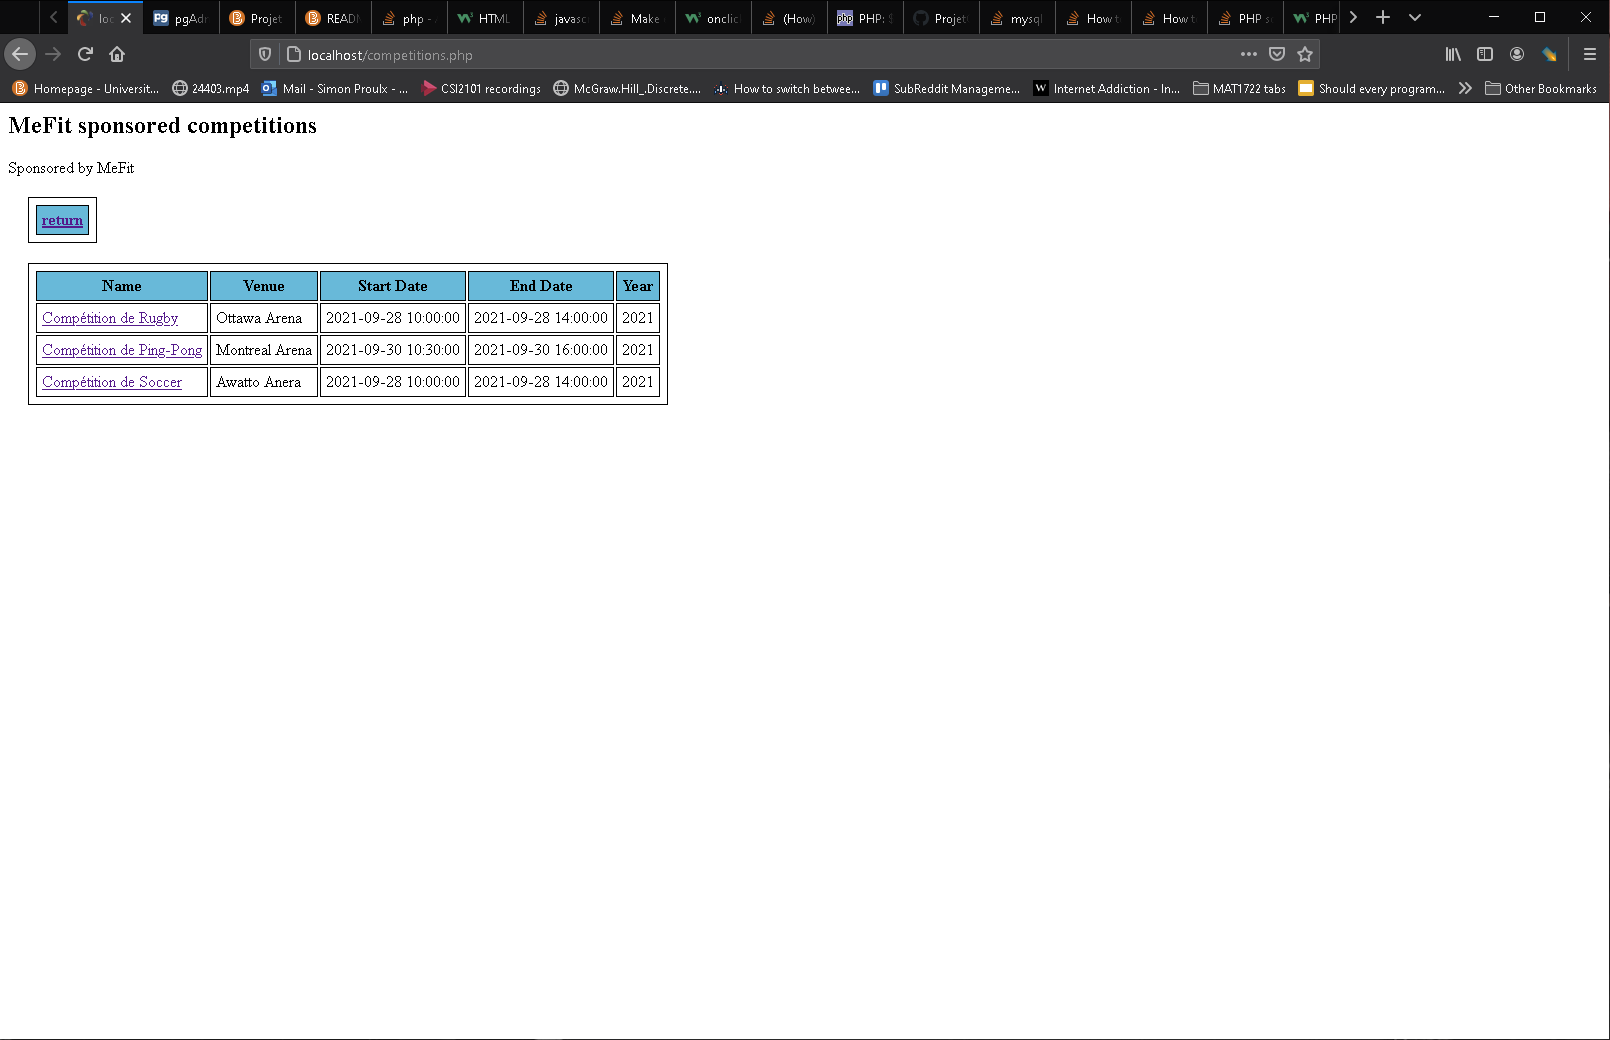 loc pgAdr Projet READN php - HTML javasc Make onclic (How) PHP: Projet mysql How t How t PHP s PHP
localhost/competitions.php
Homepage - Universit... 24403.mp4 Mail - Simon Proulx - ... CSI2101 recordings McGraw.Hill_.Discrete.... How to switch betwee... SubReddit Manageme... Internet Addiction - In... MAT1722 tabs Should every program... Other Bookmarks
MeFit sponsored competitions
Sponsored by MeFit
return
Name Venue Start Date End Date Year
Compétition de Rugby Ottawa Arena 2021-09-28 10:00:00 2021-09-28 14:00:00 2021
Compétition de Ping-Pong Montreal Arena 2021-09-30 10:30:00 2021-09-30 16:00:00 2021
Compétition de Soccer Awatto Anera 2021-09-28 10:00:00 2021-09-28 14:00:00 2021